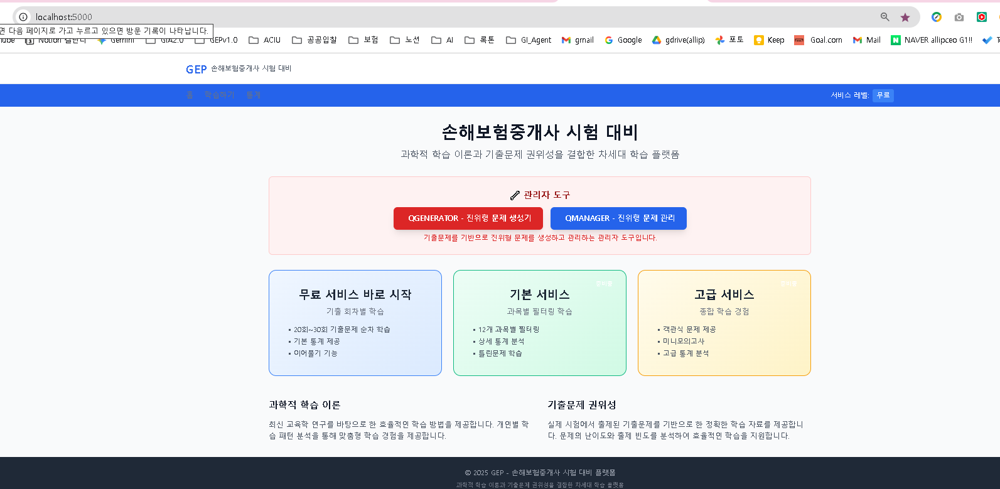 localhost:5000
면 다음 페이지로 가고 누르고 있으면 방문 기록이 나타납니다.
Notion 캘린더 Gemini GIA2.0 GEPv1.0 ACIU 공공입찰 보험 노션 AI 록톤 GI_Agent gmail Google gdrive(allip) 포토 Keep Goal.com Mail NAVER allipceo G1!!
GEP 손해보험중개사 시험 대비
홈 학습하기 통계 서비스 레벨: 무료
손해보험중개사 시험 대비
과학적 학습 이론과 기출문제 권위성을 결합한 차세대 학습 플랫폼
관리자 도구
QGENERATOR - 진위형 문제 생성기 QMANAGER - 진위형 문제 관리
기출문제를 기반으로 진위형 문제를 생성하고 관리하는 관리자 도구입니다.
무료 서비스 바로 시작
기출 회차별 학습
• 20회~30회 기출문제 순차 학습
• 기본 통계 제공
• 이어풀기 기능
준비중
기본 서비스
과목별 필터링 학습
• 12개 과목별 필터링
• 상세 통계 분석
• 틀린문제 학습
준비중
고급 서비스
종합 학습 경험
• 객관식 문제 제공
• 미니모의고사
• 고급 통계 분석
과학적 학습 이론
최신 교육학 연구를 바탕으로 한 효율적인 학습 방법을 제공합니다. 개인별 학
습 패턴 분석을 통해 맞춤형 학습 경험을 제공합니다.
기출문제 권위성
실제 시험에서 출제된 기출문제를 기반으로 한 정확한 학습 자료를 제공합니
다. 문제의 난이도와 출제 빈도를 분석하여 효율적인 학습을 지원합니다.
© 2025 GEP - 손해보험중개사 시험 대비 플랫폼
과학적 학습 이론과 기출문제 권위성을 결합한 차세대 학습 플랫폼